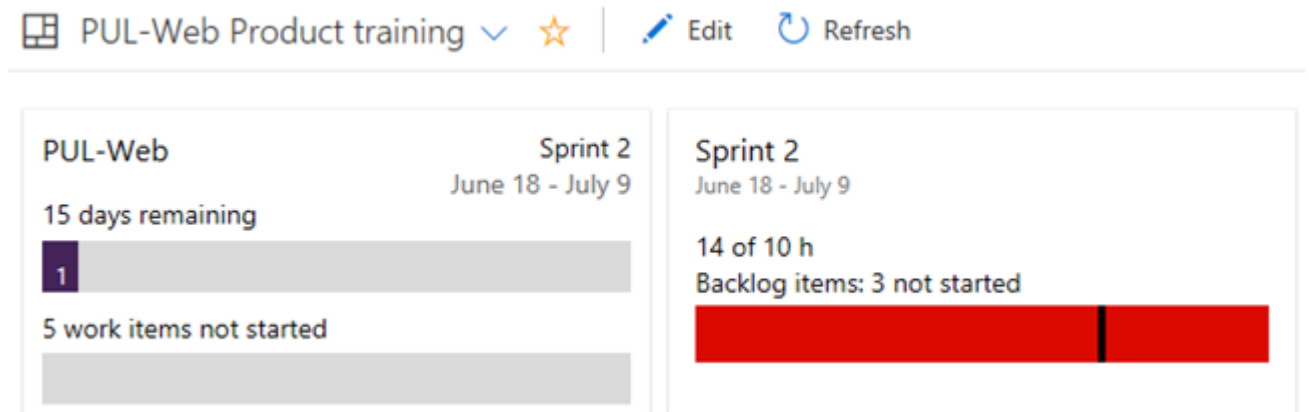 PUL-Web Product training Edit Refresh
PUL-Web
Sprint 2
June 18 - July 9
15 days remaining
1
5 work items not started
Sprint 2
June 18 - July 9
14 of 10 h
Backlog items: 3 not started